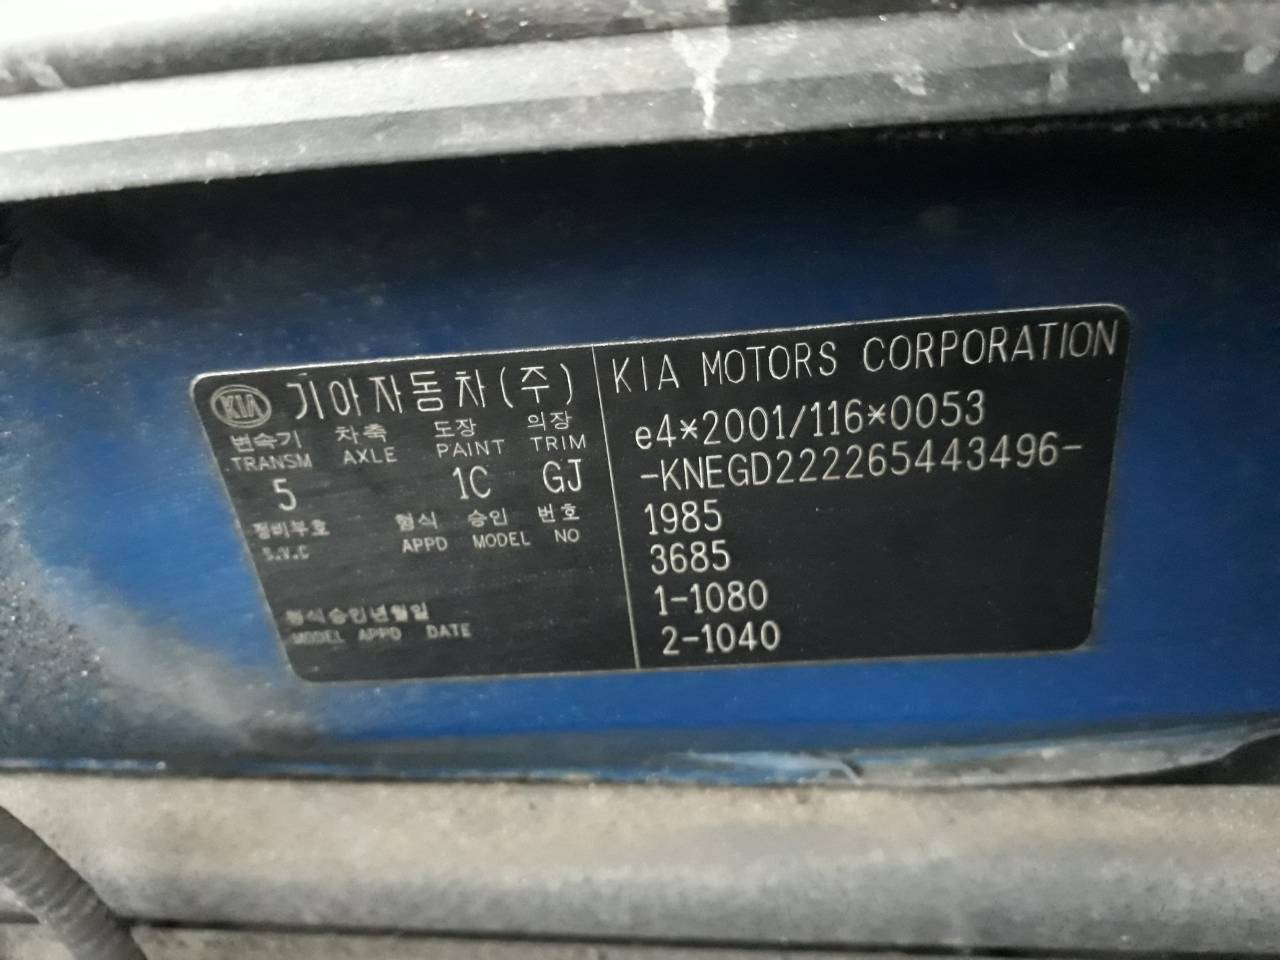 KIA 기아자동차(주)
변속기 차축 도장 의장
TRANSM AXLE PAINT TRIM
5 1C GJ
정비부호 형식 승인 번호
S.V.C APPD MODEL NO
형식승인년월일
MODEL APPD DATE
KIA MOTORS CORPORATION
e4*2001/116*0053
-KNEGD222265443496-
1985
3685
1-1080
2-1040